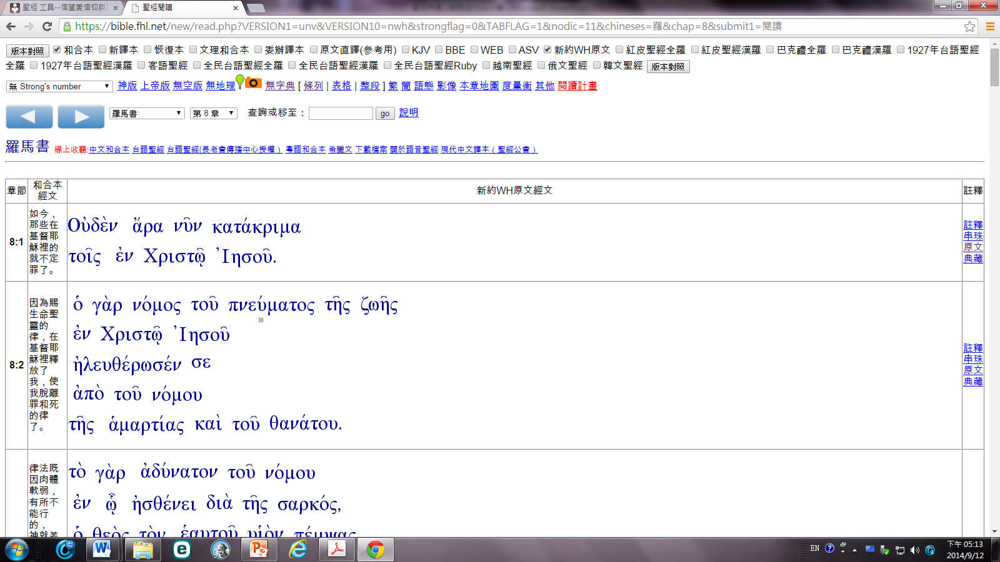 聖經 工具--信望愛信仰與
聖經閱讀
https://bible.fhl.net/new/read.php?VERSION1=unv&VERSION10=nwh&strongflag=0&TABFLAG=1&nodic=11&chineses=羅&chap=8&submit1=閱讀
版本對照 和合本 新譯本 恢復本 文理和合本 委辦譯本 原文直譯(參考用) KJV BBE WEB ASV 新約WH原文 紅皮聖經全羅 紅皮聖經漢羅 巴克禮全羅 巴克禮漢羅 1927年台語聖經
全羅 1927年台語聖經漢羅 客語聖經 全民台語聖經全羅 全民台語聖經漢羅 全民台語聖經Ruby 越南聖經 俄文聖經 韓文聖經 版本對照
無 Strong's number 神版 上帝版 無空版 無地理 無字典 [ 條列 | 表格 | 整段 ] 繁 簡 語態 影像 本章地圖 度量衡 其他 閱讀計畫
羅馬書 第 8 章 查詢或移至： go 說明
羅馬書 線上收聽:中文和合本 台語聖經 台語聖經(長老會傳播中心授權） 粵語和合本 希臘文 下載檔案 關於語音聖經 現代中文譯本（聖經公會）
章節 和合本 新約WH原文經文 註釋
經文
8:1
如今，
那些在
基督耶
穌裡的
就不定
罪了。
Οὐδὲν ἄρα νῦν κατάκριμα
τοῖς ἐν Χριστῷ Ἰησοῦ.
註釋
串珠
原文
典藏
8:2
因為賜
生命聖
靈的
律，在
基督耶
穌裡釋
放了
我，使
我脫離
罪和死
的律
了。
ὁ γὰρ νόμος τοῦ πνεύματος τῆς ζωῆς
ἐν Χριστῷ Ἰησοῦ
ἠλευθέρωσέν σε
ἀπὸ τοῦ νόμου
τῆς ἁμαρτίας καὶ τοῦ θανάτου.
註釋
串珠
原文
典藏
律法既
因肉體
軟弱，
有所不
能行
的，
神就差
τὸ γὰρ ἀδύνατον τοῦ νόμου
ἐν ᾧ ἠσθένει διὰ τῆς σαρκός,
ὁ θεὸς τὸν ἑαυτοῦ υἱὸν πέμψας
EN
下午 05:13
2014/9/12